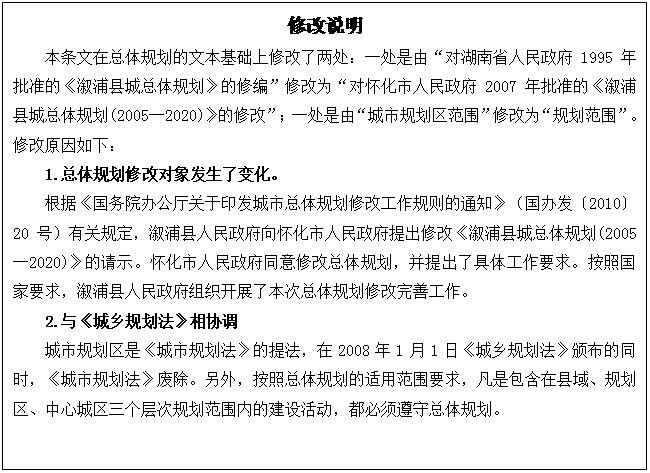 修改说明
本条文在总体规划的文本基础上修改了两处：一处是由“对湖南省人民政府 1995 年
批准的《溆浦县城总体规划》的修编”修改为“对怀化市人民政府 2007 年批准的《溆浦
县城总体规划(2005—2020)》的修改”；一处是由“城市规划区范围”修改为“规划范围”。
修改原因如下：
1.总体规划修改对象发生了变化。
根据《国务院办公厅关于印发城市总体规划修改工作规则的通知》（国办发〔2010〕
20 号）有关规定，溆浦县人民政府向怀化市人民政府提出修改《溆浦县城总体规划(2005
—2020)》的请示。怀化市人民政府同意修改总体规划，并提出了具体工作要求。按照国
家要求，溆浦县人民政府组织开展了本次总体规划修改完善工作。
2.与《城乡规划法》相协调
城市规划区是《城市规划法》的提法，在 2008 年 1 月 1 日《城乡规划法》颁布的同
时，《城市规划法》废除。另外，按照总体规划的适用范围要求，凡是包含在县域、规划
区、中心城区三个层次规划范围内的建设活动，都必须遵守总体规划。